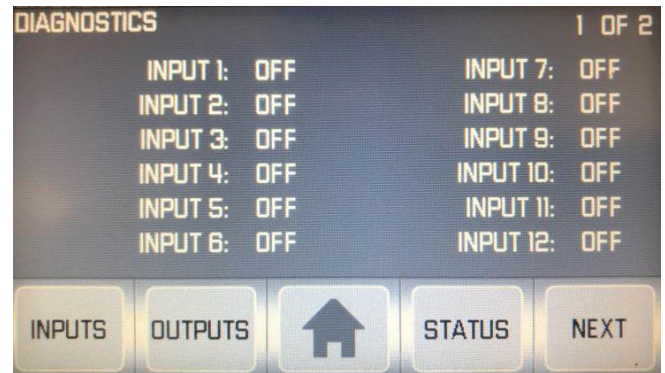 DIAGNOSTICS 1 OF 2
INPUT 1: OFF INPUT 7: OFF
INPUT 2: OFF INPUT 8: OFF
INPUT 3: OFF INPUT 9: OFF
INPUT 4: OFF INPUT 10: OFF
INPUT 5: OFF INPUT 11: OFF
INPUT 6: OFF INPUT 12: OFF
INPUTS OUTPUTS STATUS NEXT